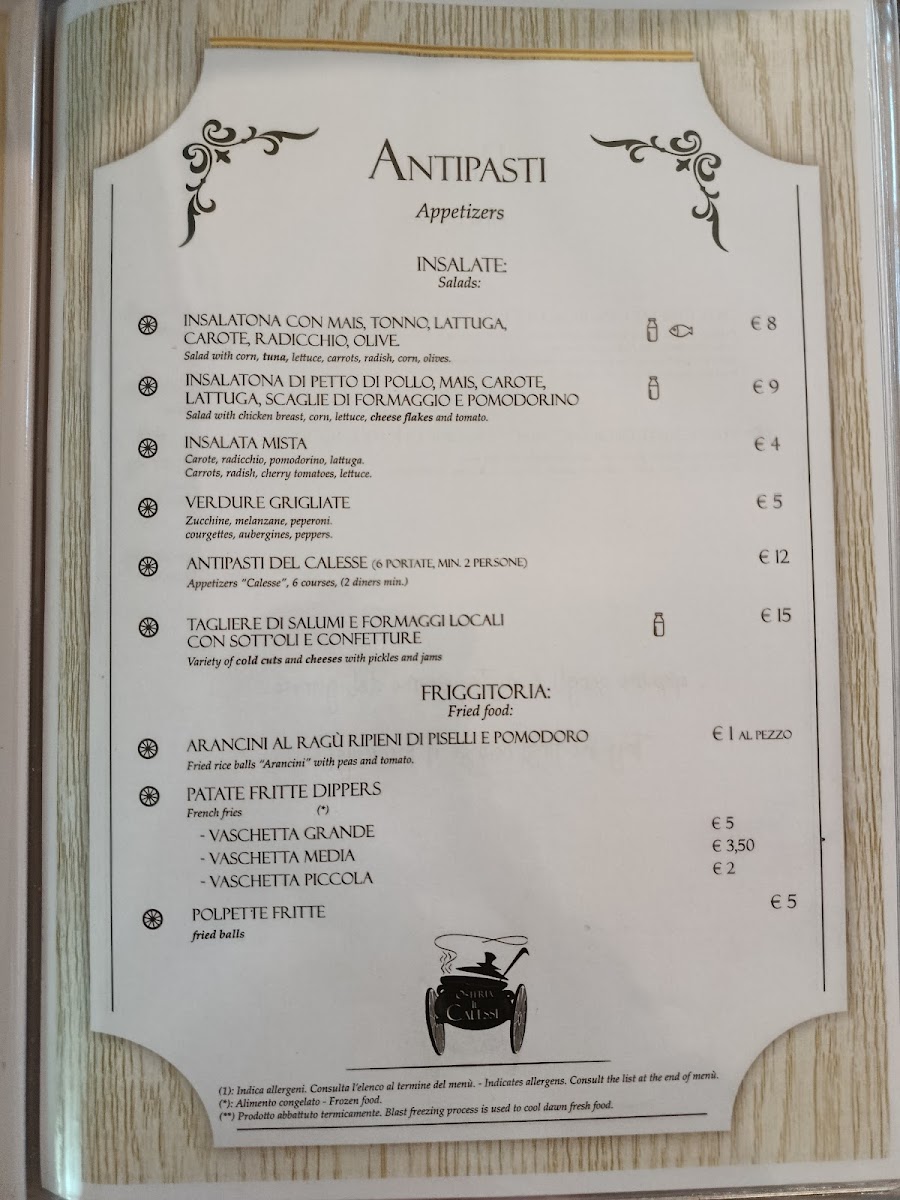 ANTIPASTI
Appetizers
INSALATE:
Salads:
INSALATONA CON MAIS, TONNO, LATTUGA,
CAROTE, RADICCHIO, OLIVE. € 8
Salad with corn, tuna, lettuce, carrots, radish, corn, olives.
INSALATONA DI PETTO DI POLLO, MAIS, CAROTE,
LATTUGA, SCAGLIE DI FORMAGGIO E POMODORINO € 9
Salad with chicken breast, corn, lettuce, cheese flakes and tomato.
INSALATA MISTA € 4
Carote, radicchio, pomodorino, lattuga.
Carrots, radish, cherry tomatoes, lettuce.
VERDURE GRIGLIATE € 5
Zucchine, melanzane, peperoni.
courgettes, aubergines, peppers.
ANTIPASTI DEL CALESSE (6 PORTATE, MIN. 2 PERSONE) € 12
Appetizers "Calesse", 6 courses, (2 diners min.)
TAGLIERE DI SALUMI E FORMAGGI LOCALI € 15
CON SOTT'OLI E CONFETTURE
Variety of cold cuts and cheeses with pickles and jams
FRIGGITORIA:
Fried food:
ARANCINI AL RAGÙ RIPIENI DI PISELLI E POMODORO € 1 AL PEZZO
Fried rice balls "Arancini" with peas and tomato.
PATATE FRITTE DIPPERS
French fries (*)
- VASCHETTA GRANDE € 5
- VASCHETTA MEDIA € 3,50
- VASCHETTA PICCOLA € 2
POLPETTE FRITTE € 5
fried balls
OSTERIA
IL
CALESSE
(1): Indica allergeni. Consulta l'elenco al termine del menù. - Indicates allergens. Consult the list at the end of menù.
(*): Alimento congelato - Frozen food.
(**) Prodotto abbattuto termicamente. Blast freezing process is used to cool dawn fresh food.